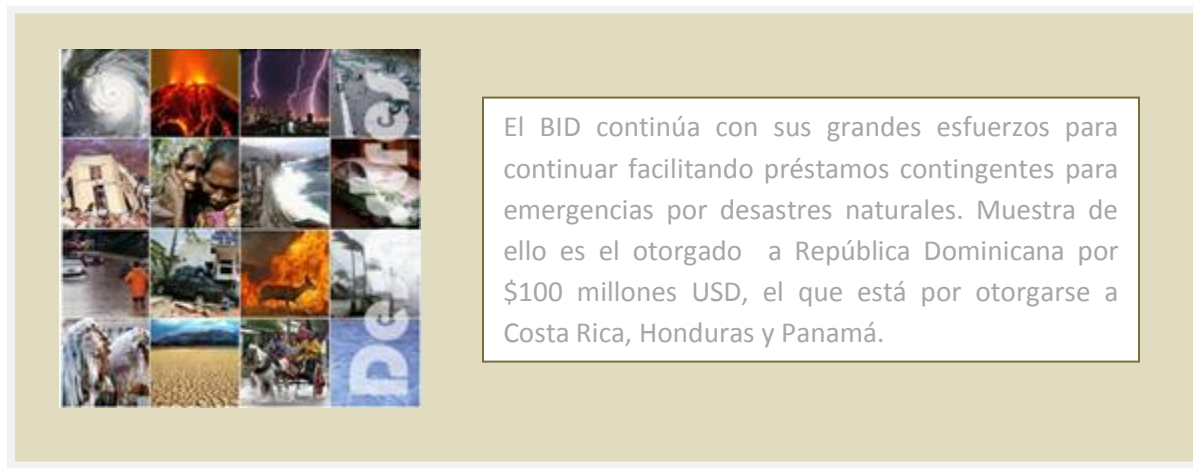 El BID continúa con sus grandes esfuerzos para
continuar facilitando préstamos contingentes para
emergencias por desastres naturales. Muestra de
ello es el otorgado a República Dominicana por
$100 millones USD, el que está por otorgarse a
Costa Rica, Honduras y Panamá.